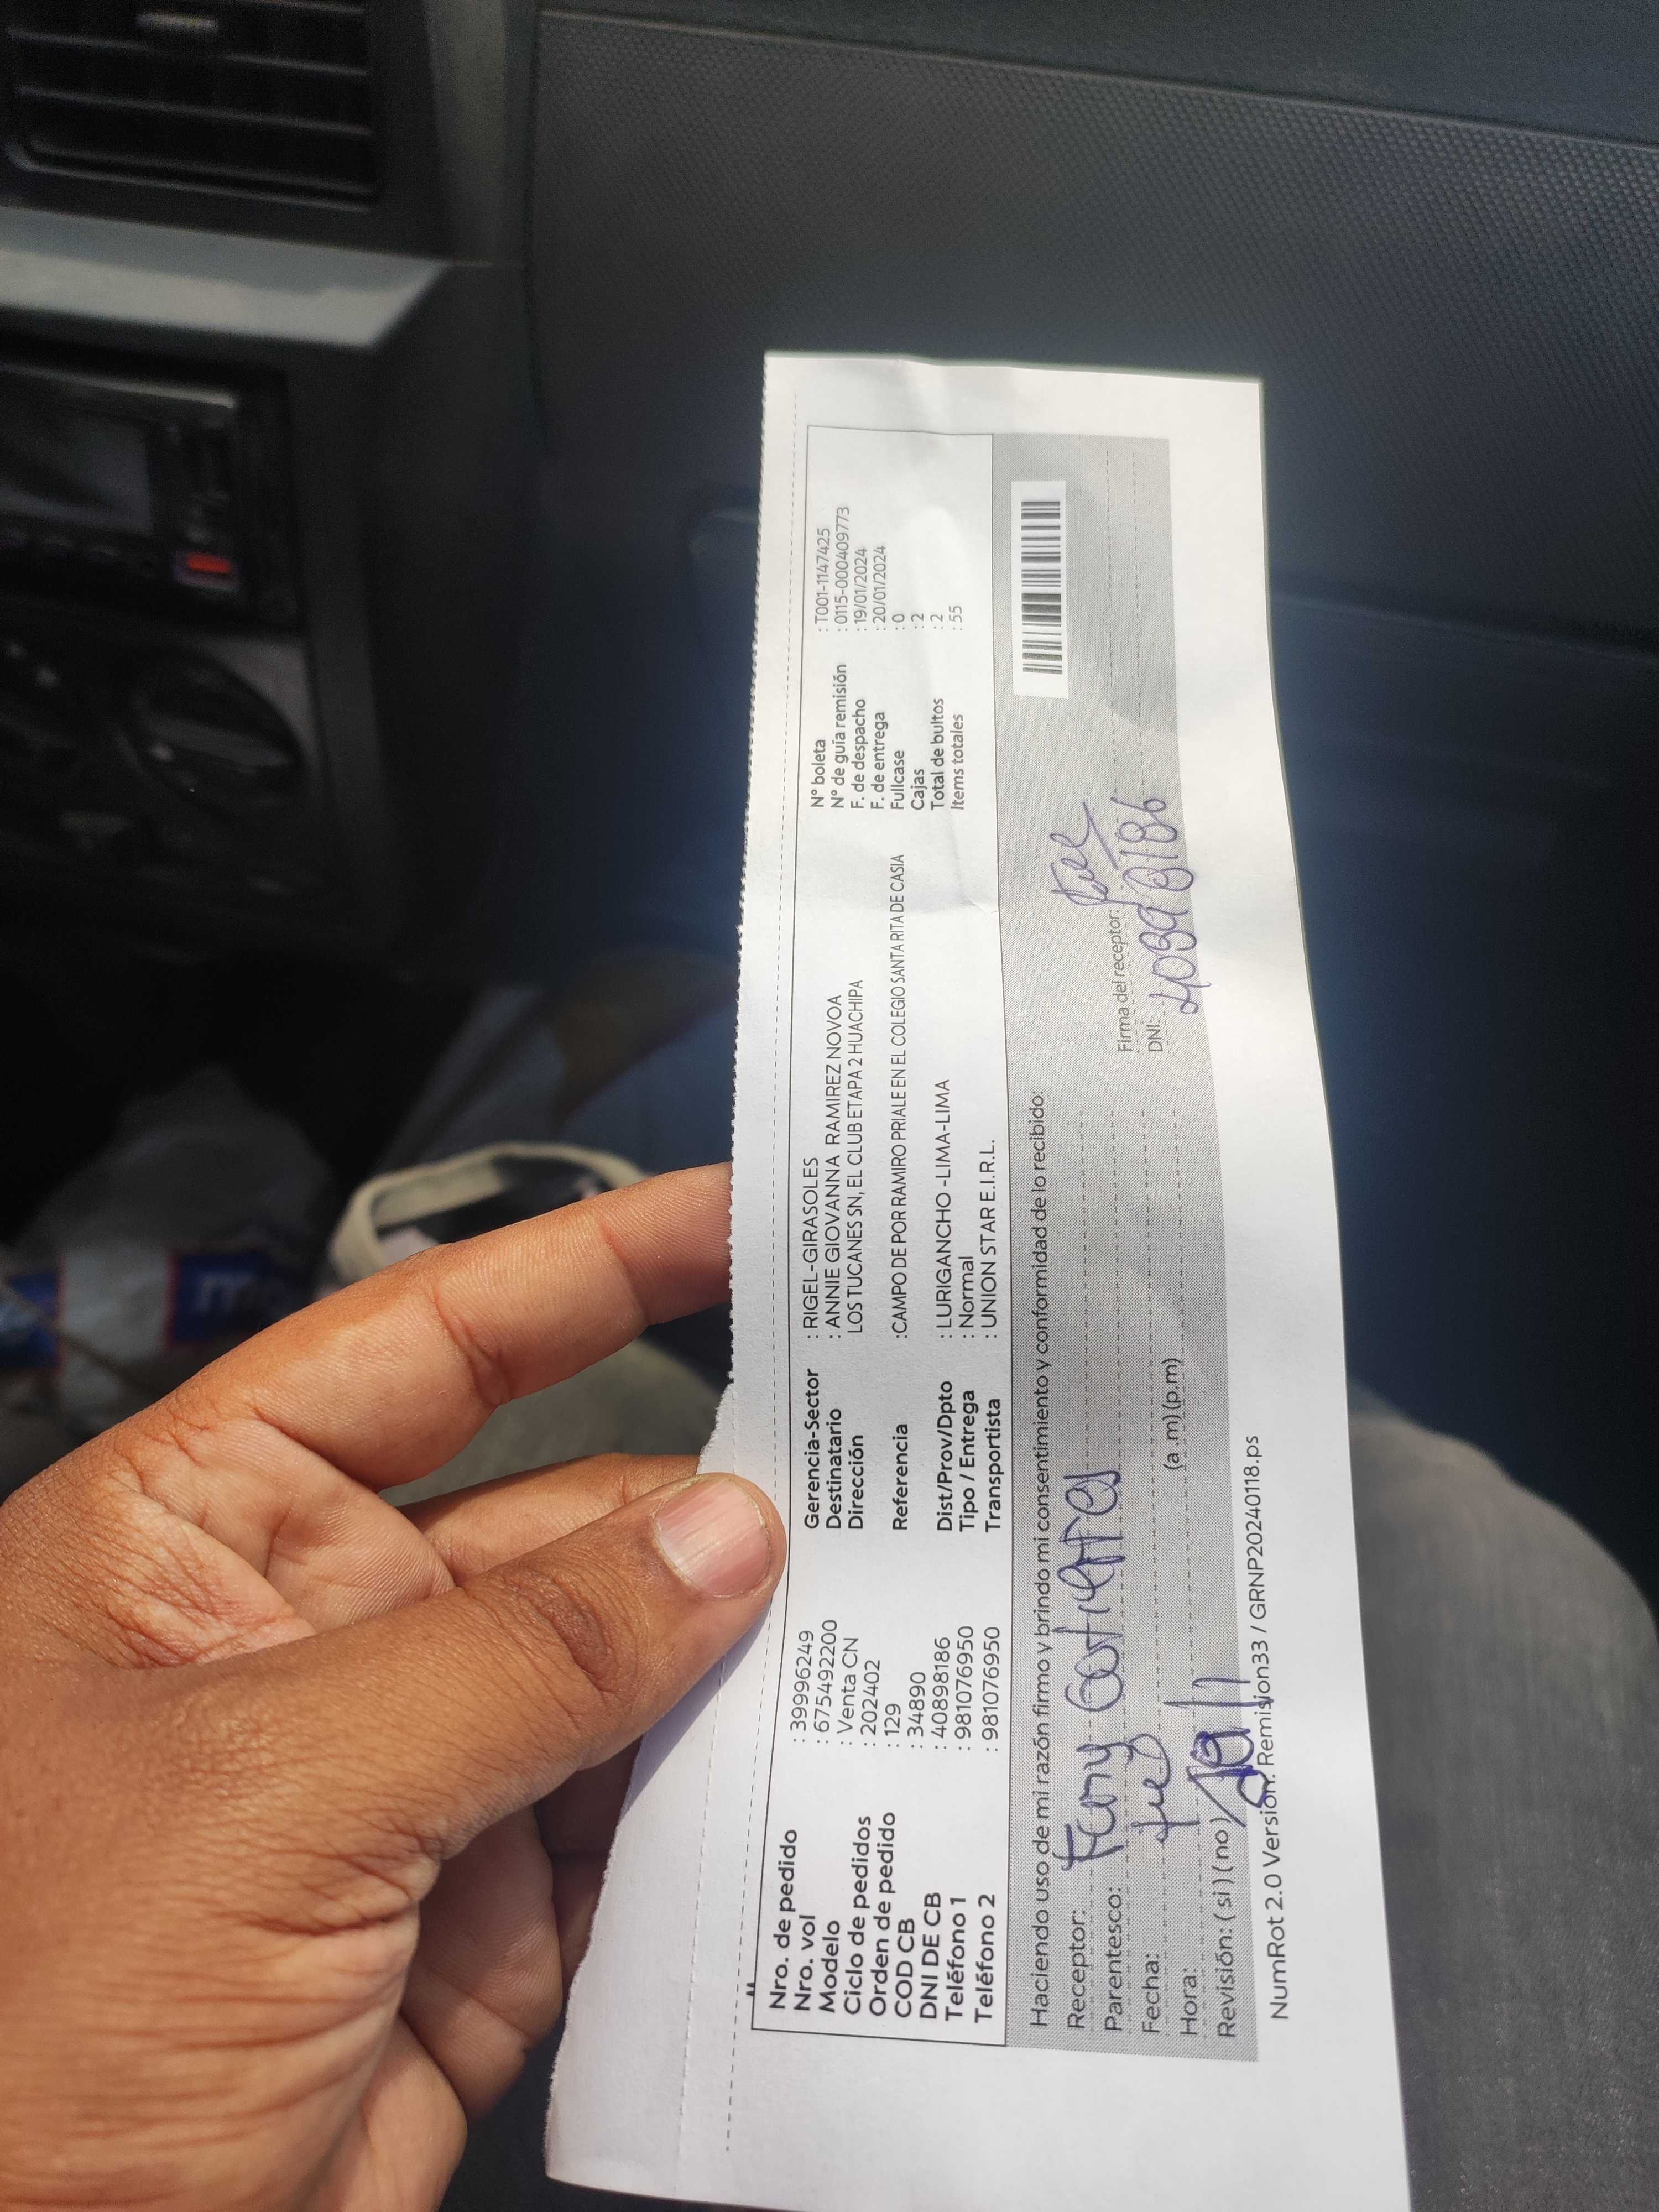 Nro. de pedido : 39996249
Nro. vol : 67549220​0
Modelo : Venta CN
Ciclo de pedidos : 202402
Orden de pedido : 129
COD CB : 34890
DNI DE CB : 40898186
Teléfono 1 : 981076950
Teléfono 2 : 981076950
Gerencia-Sector : RIGEL-GIRASOLES
Destinatario : ANNIE GIOVANNA RAMIREZ NOVOA
Dirección LOS TUCANES SN, EL CLUB ETAPA 2 HUACHIPA
Referencia :CAMPO DE POR RAMIRO PRIALE EN EL COLEGIO SANTA RITA DE CASIA
Dist/Prov/Dpto : LURIGANCHO -LIMA-LIMA
Tipo / Entrega : Normal
Transportista : UNION STAR E.I.R.L.
N° boleta : T001-1147425
N° de guía remisión : 0115-000409773
F. de despacho : 19/01/2024
F. de entrega : 20/01/2024
Fullcase : 0
Cajas : 2
Total de bultos : 2
Items totales : 55
Haciendo uso de mi razón firmo y brindo mi consentimiento y conformidad de lo recibido:
Receptor:
Parentesco:
Fecha:
Hora: (a .m) (p.m)
Revisión: ( si ) ( no )
Firma del receptor:
DNI:
NumRot 2.0 Versión: Remision33 / GRNP20240118.ps